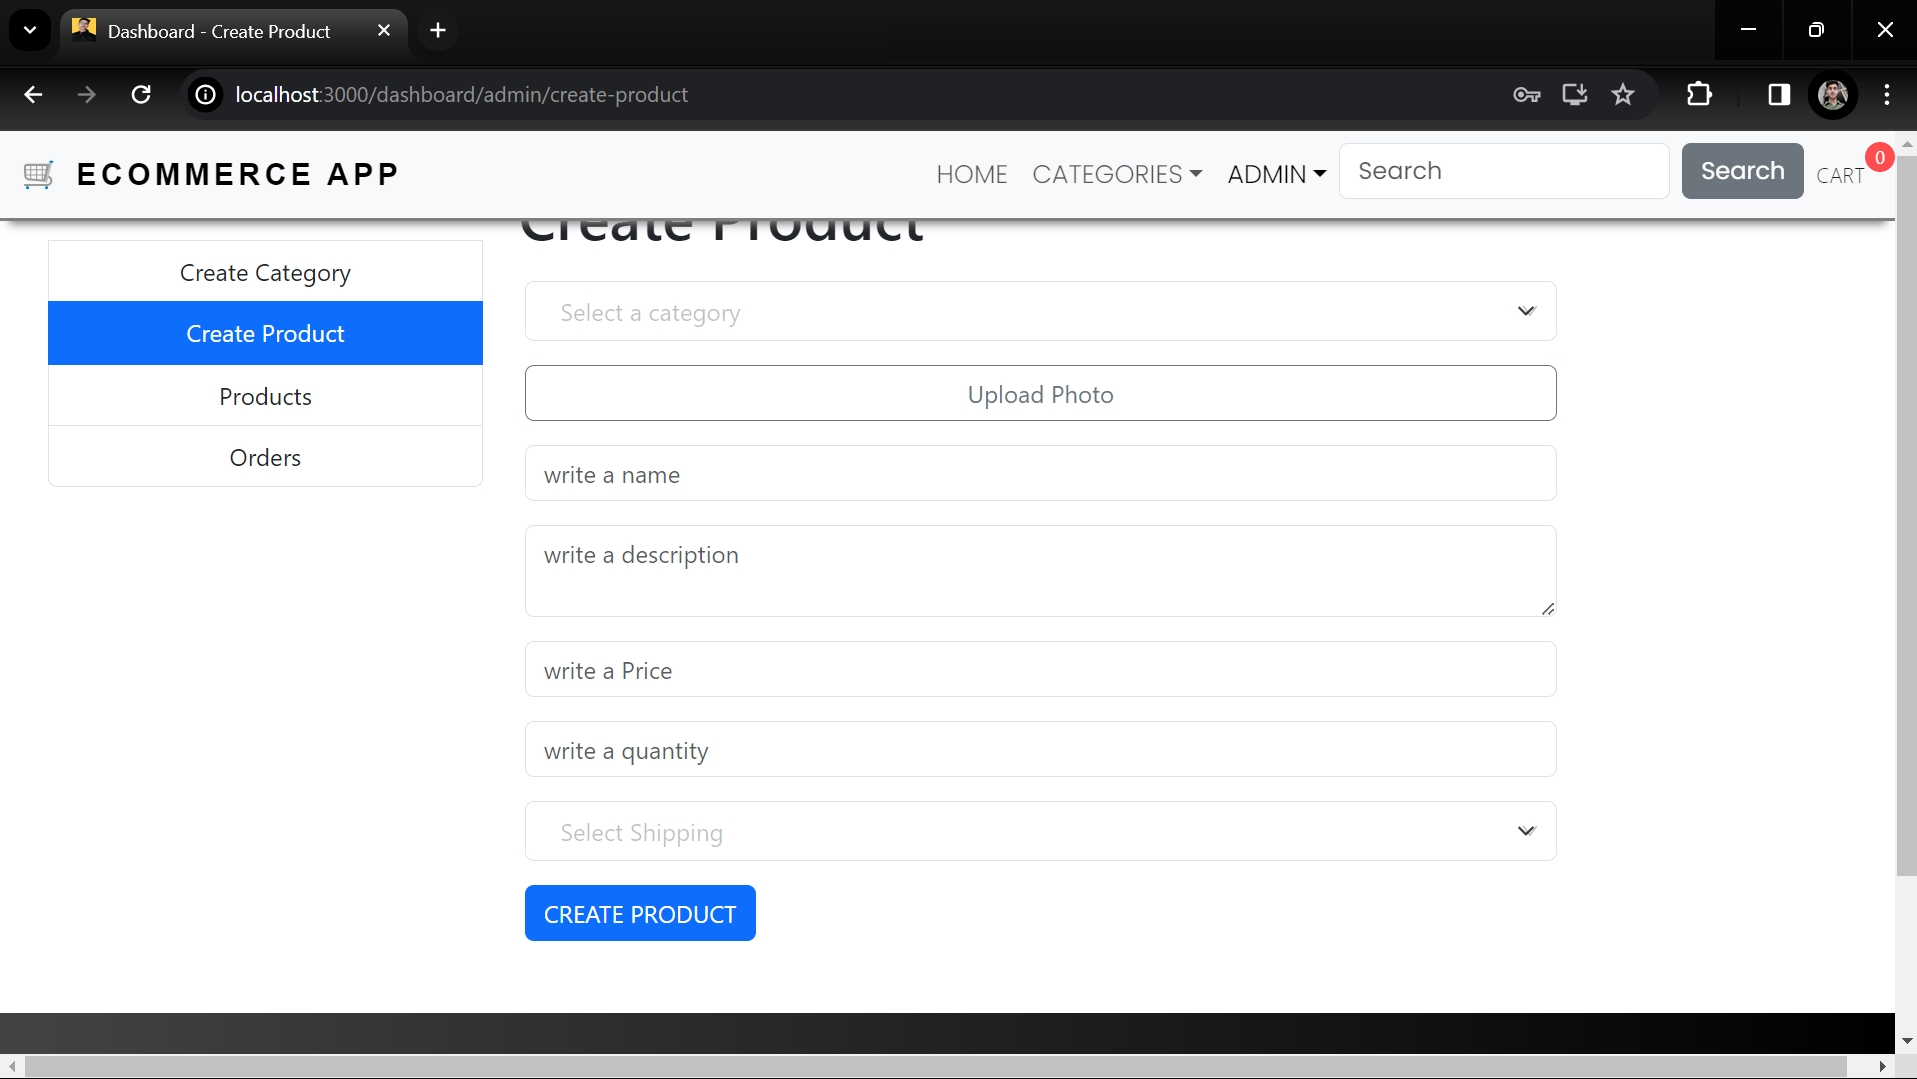 Dashboard - Create Product
localhost:3000/dashboard/admin/create-product
ECOMMERCE APP
HOME
CATEGORIES
ADMIN
Search
Search
CART
0
Create Product
Create Category
Create Product
Products
Orders
Select a category
Upload Photo
write a name
write a description
write a Price
write a quantity
Select Shipping
CREATE PRODUCT